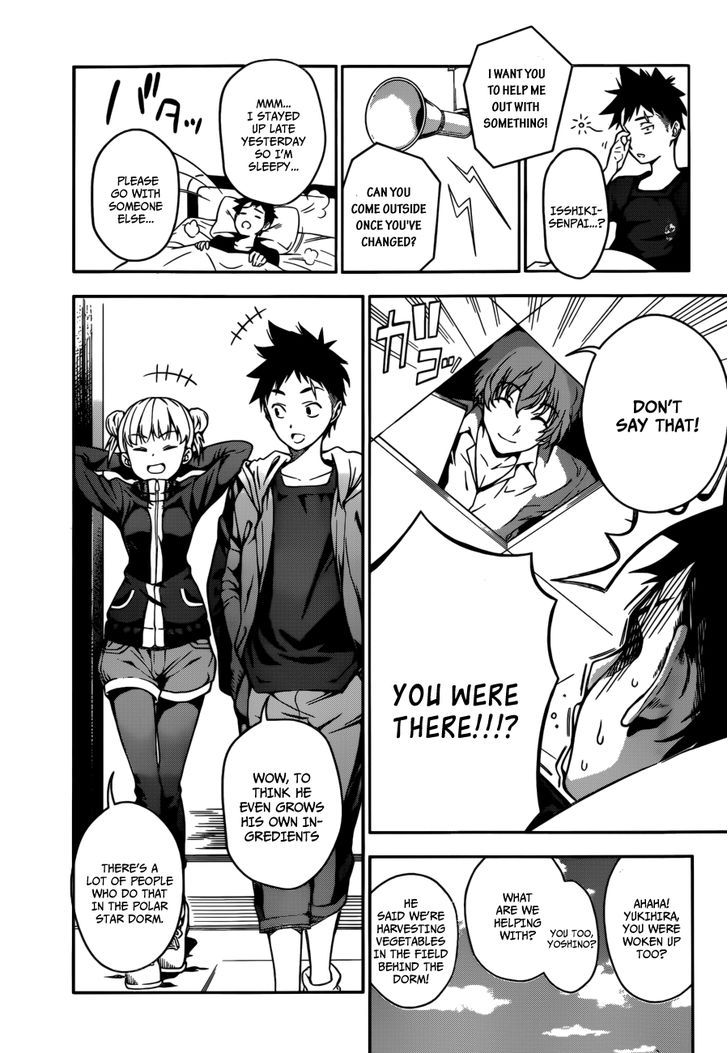 ISSHIKI-
SENPAI...?
I WANT YOU
TO HELP ME
OUT WITH
SOMETHING!
CAN YOU
COME OUTSIDE
ONCE YOU'VE
CHANGED?
MMM...
I STAYED
UP LATE
YESTERDAY
SO I'M
SLEEPY...
PLEASE
GO WITH
SOMEONE
ELSE...
バタッ
DON'T
SAY THAT!
ガヨッ
YOU WERE
THERE!!!?
AHAHA!
YUKIHIRA,
YOU WERE
WOKEN UP
TOO?
YOU TOO,
YOSHINO?
WHAT
ARE WE
HELPING
WITH?
HE
SAID WE'RE
HARVESTING
VEGETABLES
IN THE FIELD
BEHIND THE
DORM!
WOW, TO
THINK HE
EVEN GROWS
HIS OWN IN-
GREDIENTS
THERE'S A
LOT OF PEOPLE
WHO DO THAT
IN THE POLAR
STAR DORM.